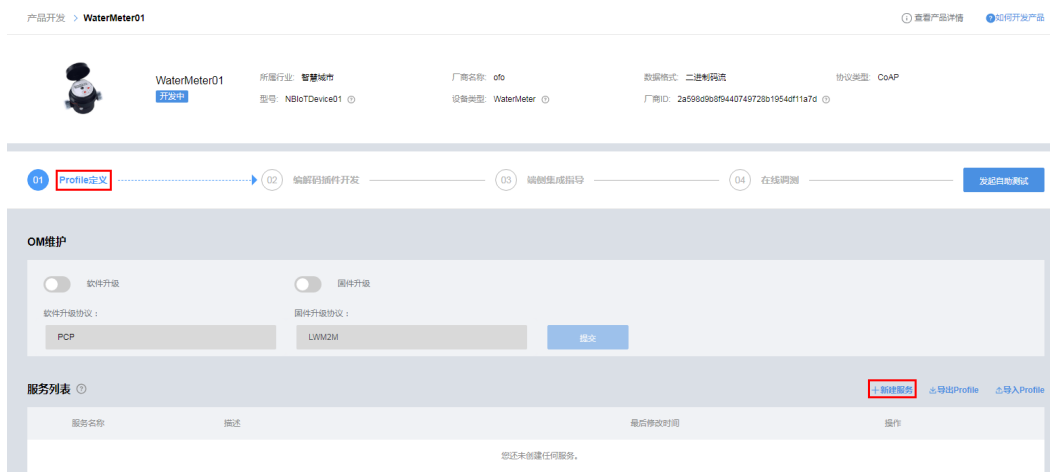 产品开发 > WaterMeter01
查看产品详情 如何开发产品
WaterMeter01
开发中
所属行业: 智慧城市 厂商名称: ofo 数据格式: 二进制码流 协议类型: CoAP
型号: NBIoTDevice01 设备类型: WaterMeter 厂商ID: 2a598d9b8f9440749728b1954df11a7d
01 Profile定义 02 编解码插件开发 03 端侧集成指导 04 在线调测 发起自助测试
OM维护
软件升级 固件升级
软件升级协议: 固件升级协议:
PCP LWM2M 提交
服务列表 +新建服务 导出Profile 导入Profile
服务名称 描述 最后修改时间 操作
您还未创建任何服务。